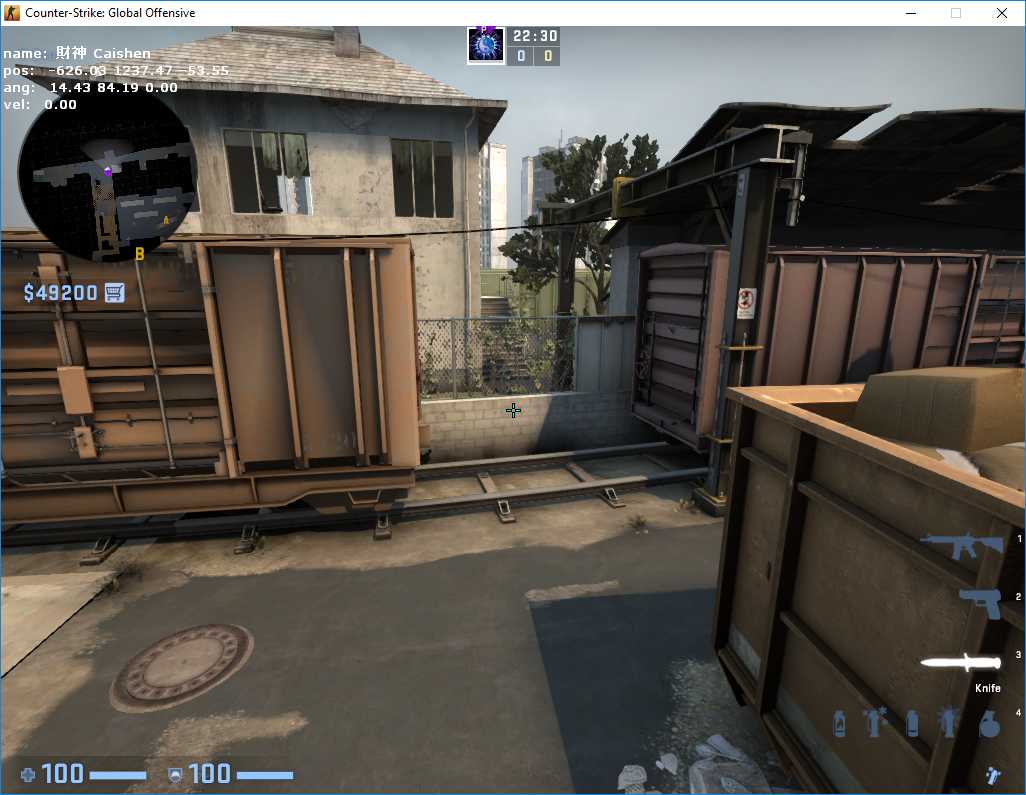 Counter-Strike: Global Offensive
22:30
0 0
name: 財神 Caishen
pos: -626.03 1237.47 -53.55
ang: 14.43 84.19 0.00
vel: 0.00
A
B
$49200
1
2
3
Knife
4
100 100